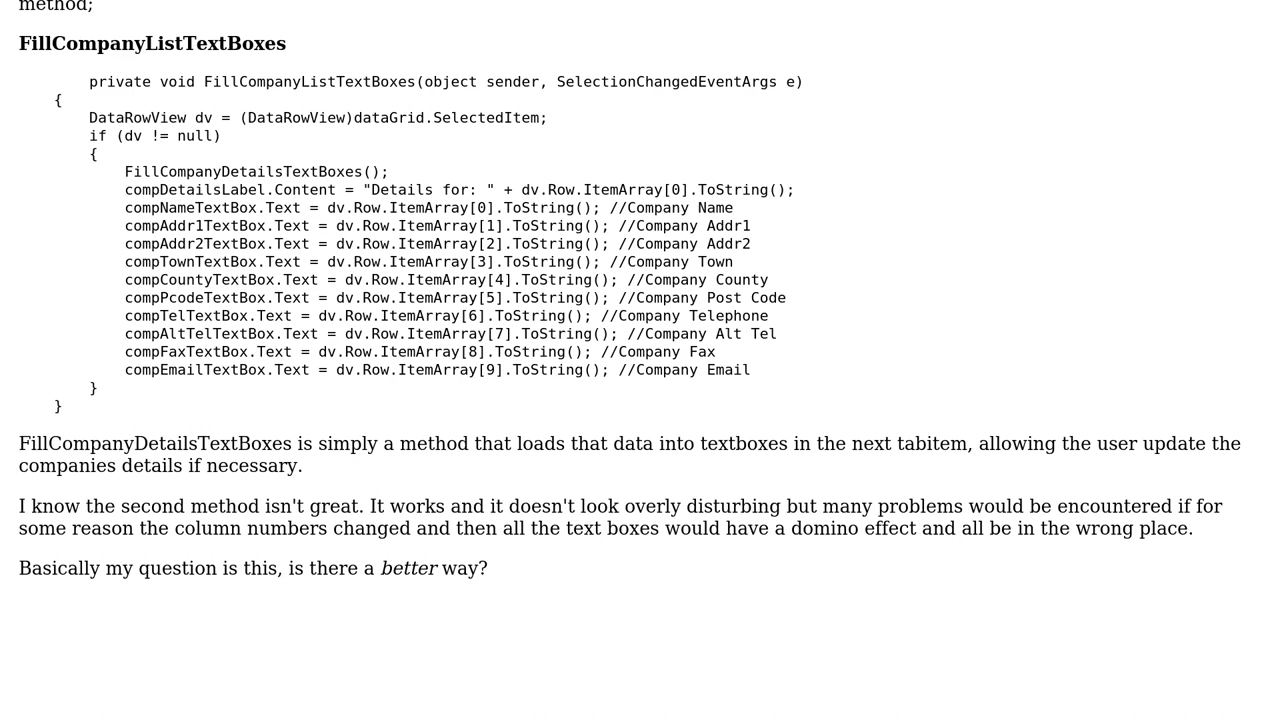 method;
FillCompanyListTextBoxes
private void FillCompanyListTextBoxes(object sender, SelectionChangedEventArgs e)
{
DataRowView dv = (DataRowView)dataGrid.SelectedItem;
if (dv != null)
{
FillCompanyDetailsTextBoxes();
compDetailsLabel.Content = "Details for: " + dv.Row.ItemArray[0].ToString();
compNameTextBox.Text = dv.Row.ItemArray[0].ToString(); //Company Name
compAddr1TextBox.Text = dv.Row.ItemArray[1].ToString(); //Company Addr1
compAddr2TextBox.Text = dv.Row.ItemArray[2].ToString(); //Company Addr2
compTownTextBox.Text = dv.Row.ItemArray[3].ToString(); //Company Town
compCountyTextBox.Text = dv.Row.ItemArray[4].ToString(); //Company County
compPcodeTextBox.Text = dv.Row.ItemArray[5].ToString(); //Company Post Code
compTelTextBox.Text = dv.Row.ItemArray[6].ToString(); //Company Telephone
compAltTelTextBox.Text = dv.Row.ItemArray[7].ToString(); //Company Alt Tel
compFaxTextBox.Text = dv.Row.ItemArray[8].ToString(); //Company Fax
compEmailTextBox.Text = dv.Row.ItemArray[9].ToString(); //Company Email
}
}
FillCompanyDetailsTextBoxes is simply a method that loads that data into textboxes in the next tabitem, allowing the user update the
companies details if necessary.
I know the second method isn't great. It works and it doesn't look overly disturbing but many problems would be encountered if for
some reason the column numbers changed and then all the text boxes would have a domino effect and all be in the wrong place.
Basically my question is this, is there a better way?